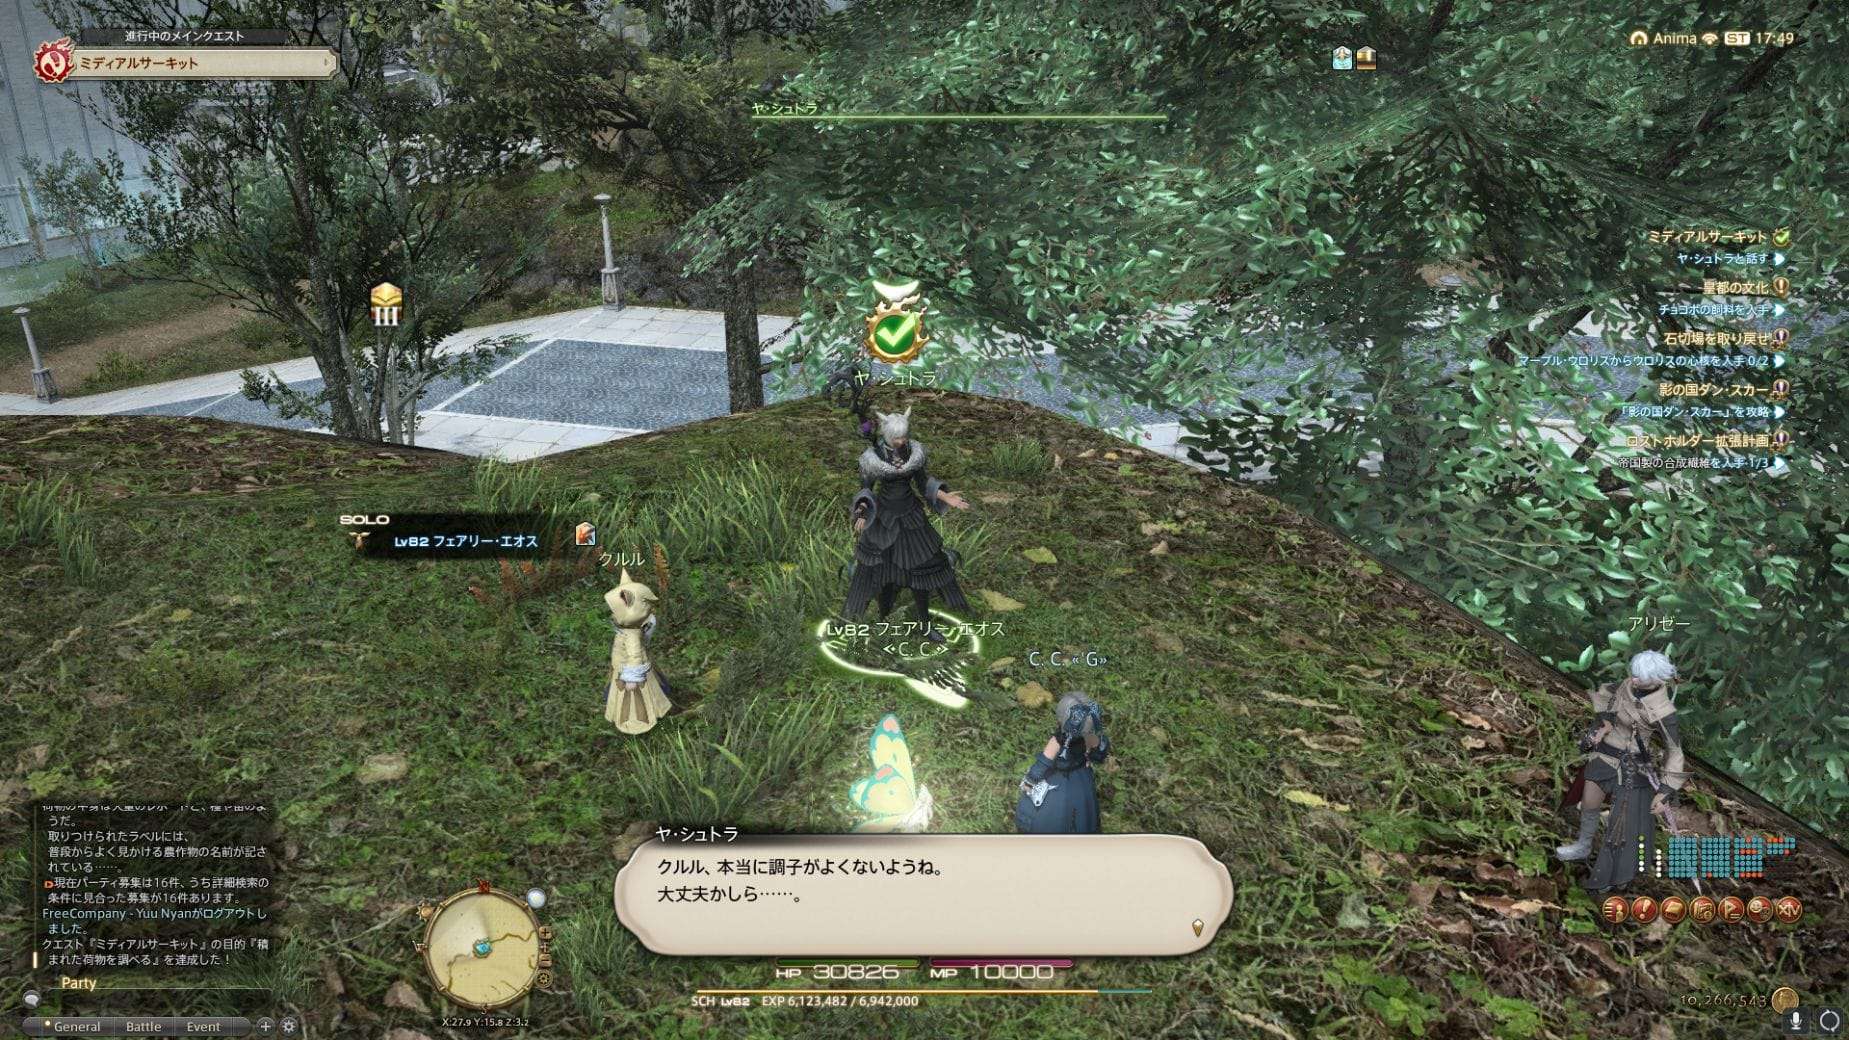 進行中のメインクエスト
ミディアルサーキット
Anima ST 17:49
ヤ・シュトラ
ミディアルサーキット
ヤ・シュトラと話す
皇都の文化
チョコボの飼料を入手
石切場を取り戻せ
マーブル・ウロリスからウロリスの心核を入手 0/2
影の国ダン・スカー
「影の国ダン・スカー」を攻略
ロストホルダー拡張計画
帝国製の合成繊維を入手 1/3
III
ヤ・シュトラ
SOLO
Lv82 フェアリー・エオス
クルル
Lv82 フェアリー・エオス
«C. C.»
C. C. «'G»
アリゼー
ヤ・シュトラ
クルル、本当に調子がよくないようね。
大丈夫かしら……。
うだ。
取りつけられたラベルには、
普段からよく見かける農作物の名前が記さ
れている……。
現在パーティ募集は16件、うち詳細検索の
条件に見合った募集が16件あります。
FreeCompany - Yuu Nyanがログアウトし
ました。
クエスト『ミディアルサーキット』の目的『積
まれた荷物を調べる』を達成した！
Party
General Battle Event
X:27.9 Y:15.8 Z:3.2
HP 30826 MP 10000
SCH Lv82 EXP 6,123,482 / 6,942,000
XIV
10,266,543